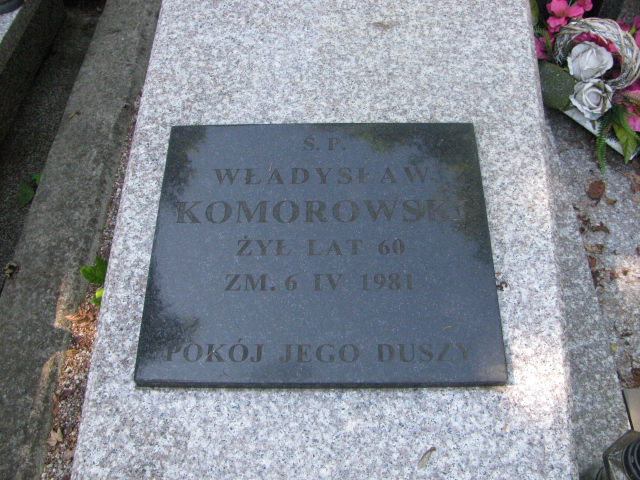 Ś.P.
WŁADYSŁAW
KOMOROWSKI
ŻYŁ LAT 60
ZM. 6 IV 1981
POKÓJ JEGO DUSZY